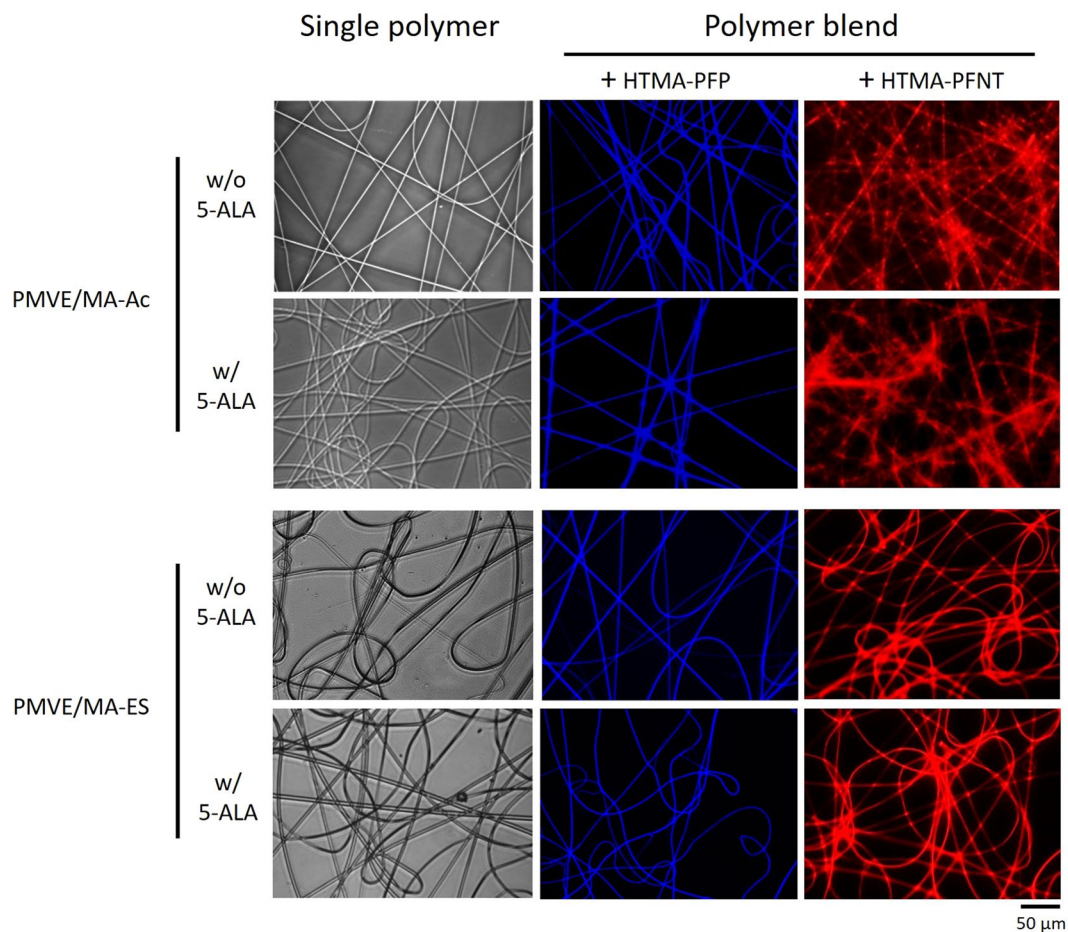 Single polymer
Polymer blend
+ HTMA-PFP
+ HTMA-PFNT
PMVE/MA-Ac
w/o
5-ALA
w/
5-ALA
PMVE/MA-ES
w/o
5-ALA
w/
5-ALA
50 µm